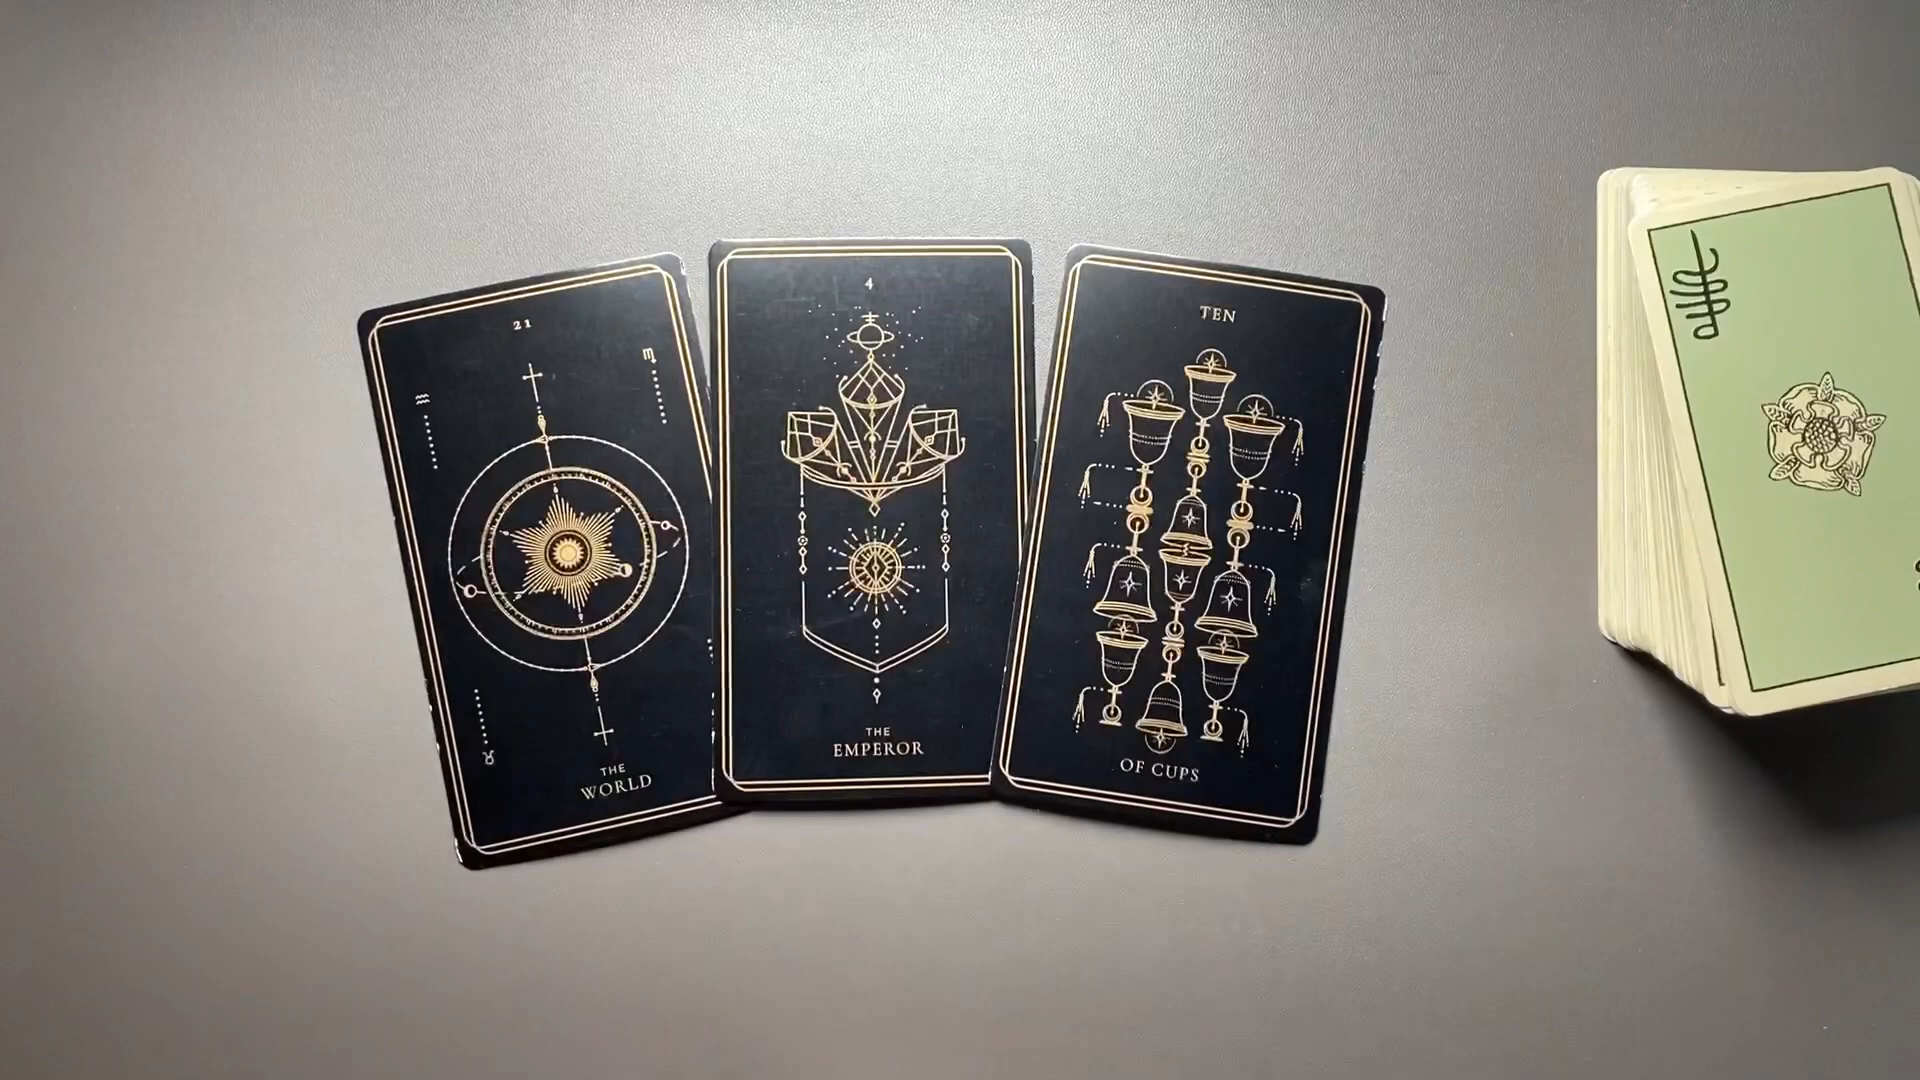 21
THE
WORLD
4
THE
EMPEROR
TEN
OF CUPS